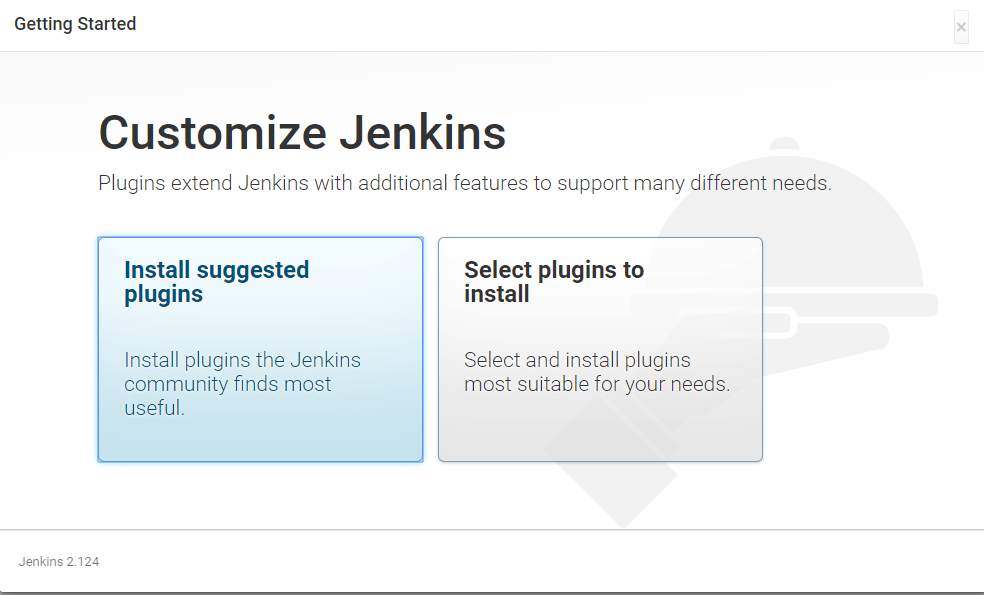 Getting Started
×
Customize Jenkins
Plugins extend Jenkins with additional features to support many different needs.
Install suggested
plugins
Install plugins the Jenkins
community finds most
useful.
Select plugins to
install
Select and install plugins
most suitable for your needs.
Jenkins 2.124